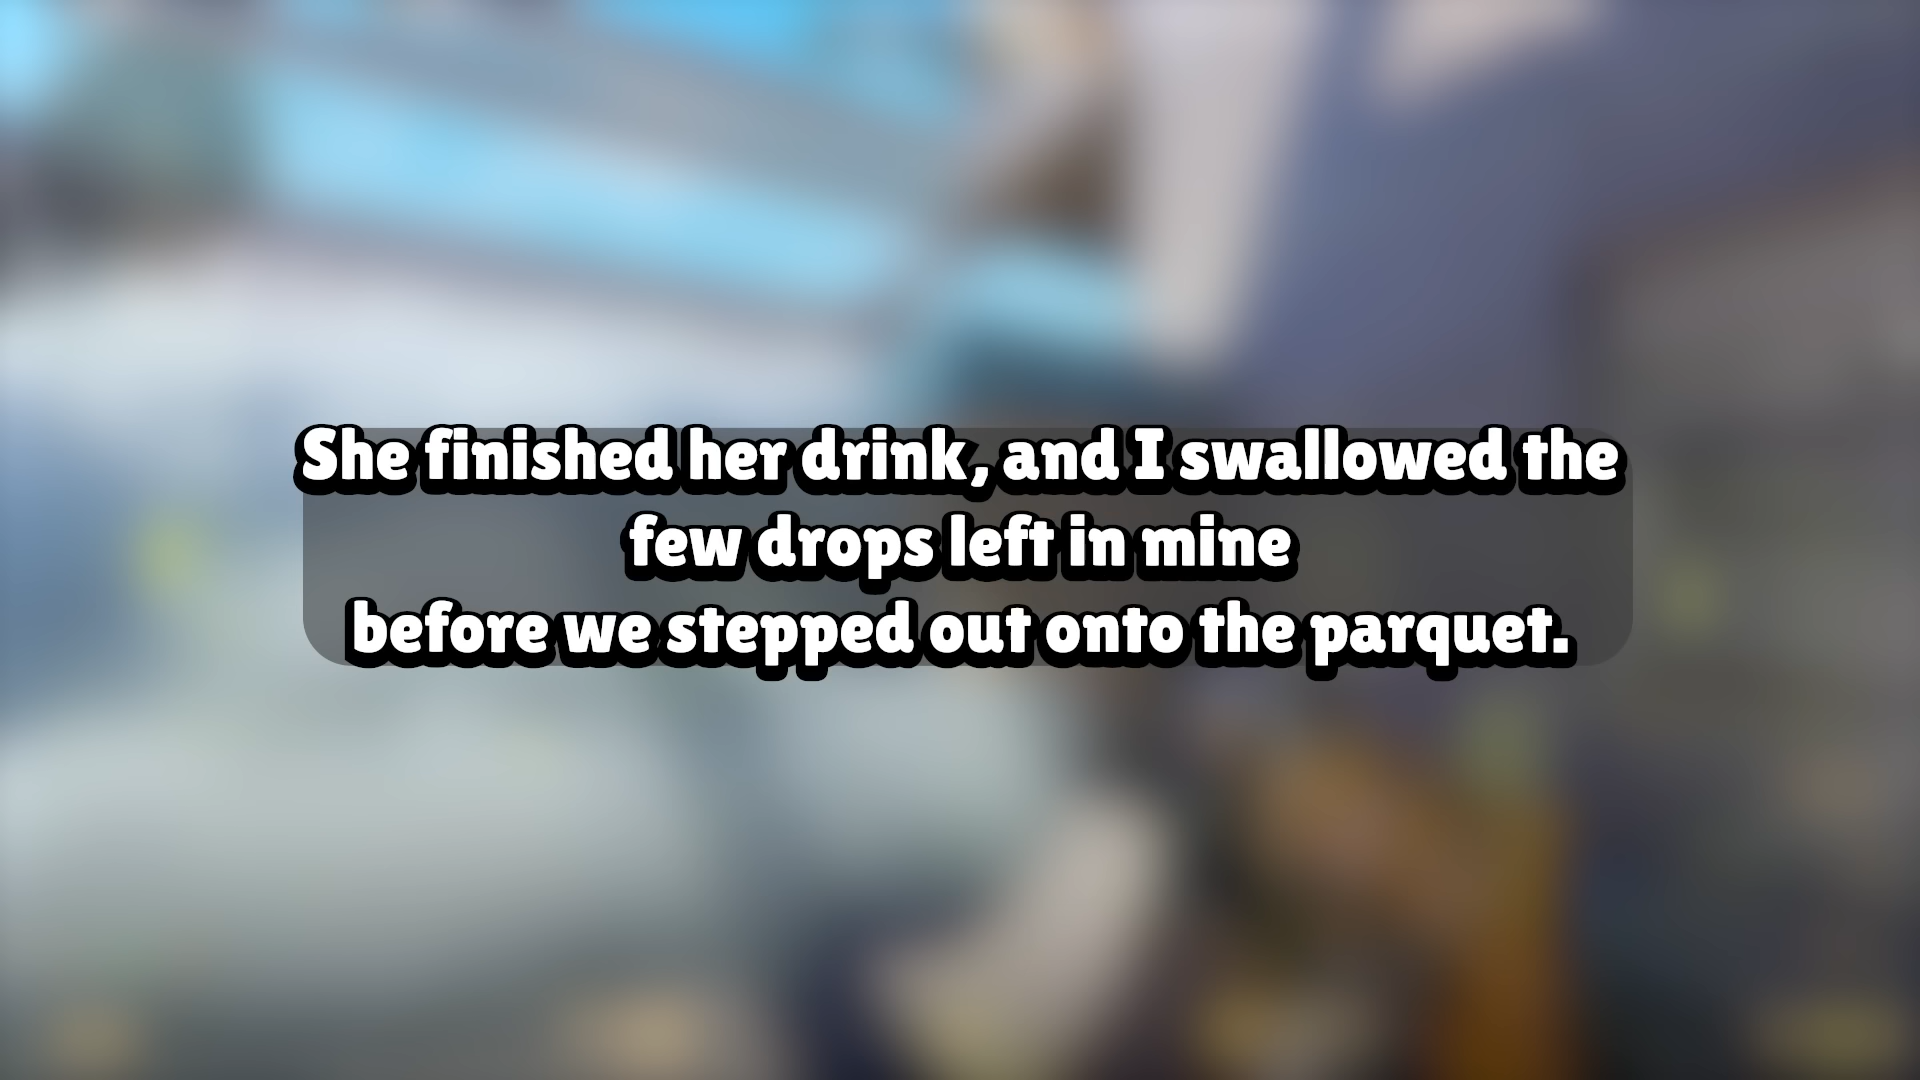 She finished her drink, and I swallowed the
few drops left in mine
before we stepped out onto the parquet.